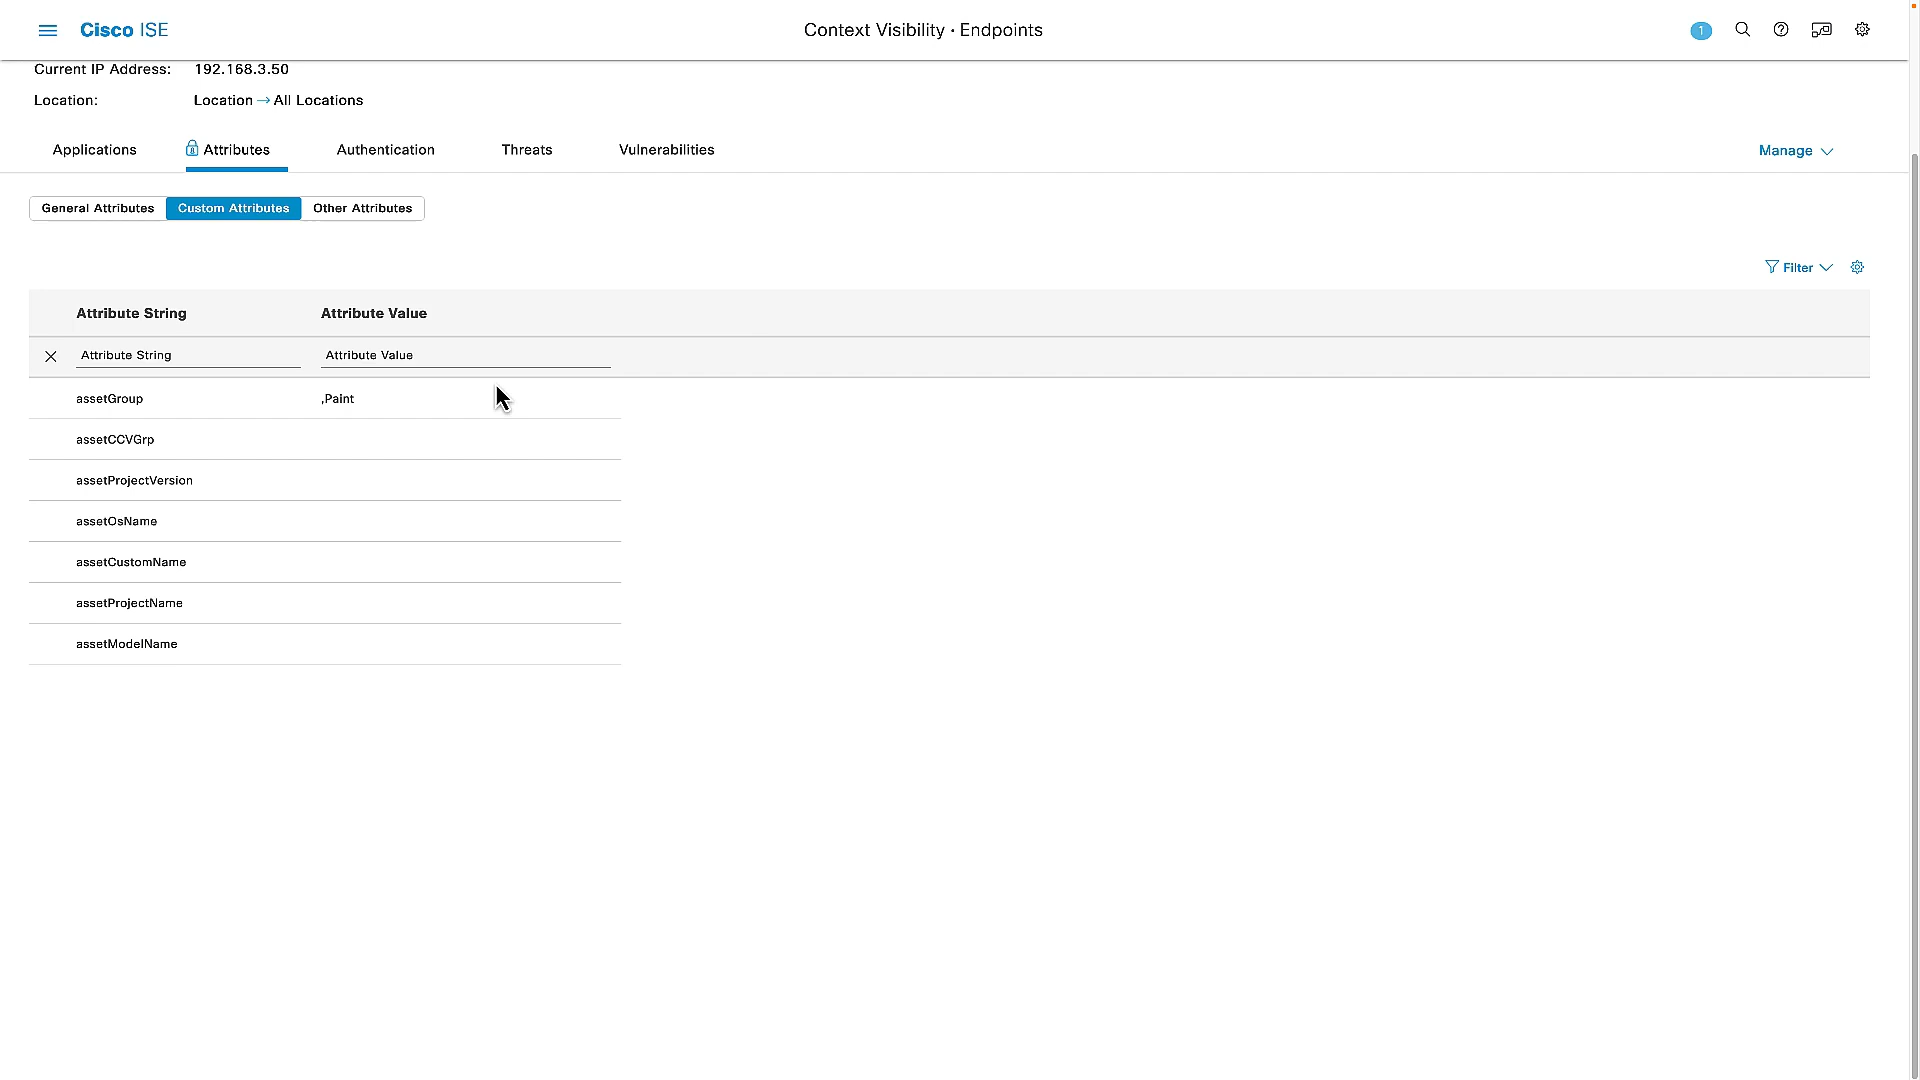 Cisco ISE
Context Visibility · Endpoints
1
Current IP Address: 192.168.3.50
Location: Location → All Locations
Applications Attributes Authentication Threats Vulnerabilities
Manage
General Attributes Custom Attributes Other Attributes
Filter
Attribute String Attribute Value
Attribute String Attribute Value
assetGroup ,Paint
assetCCVGrp
assetProjectVersion
assetOsName
assetCustomName
assetProjectName
assetModelName